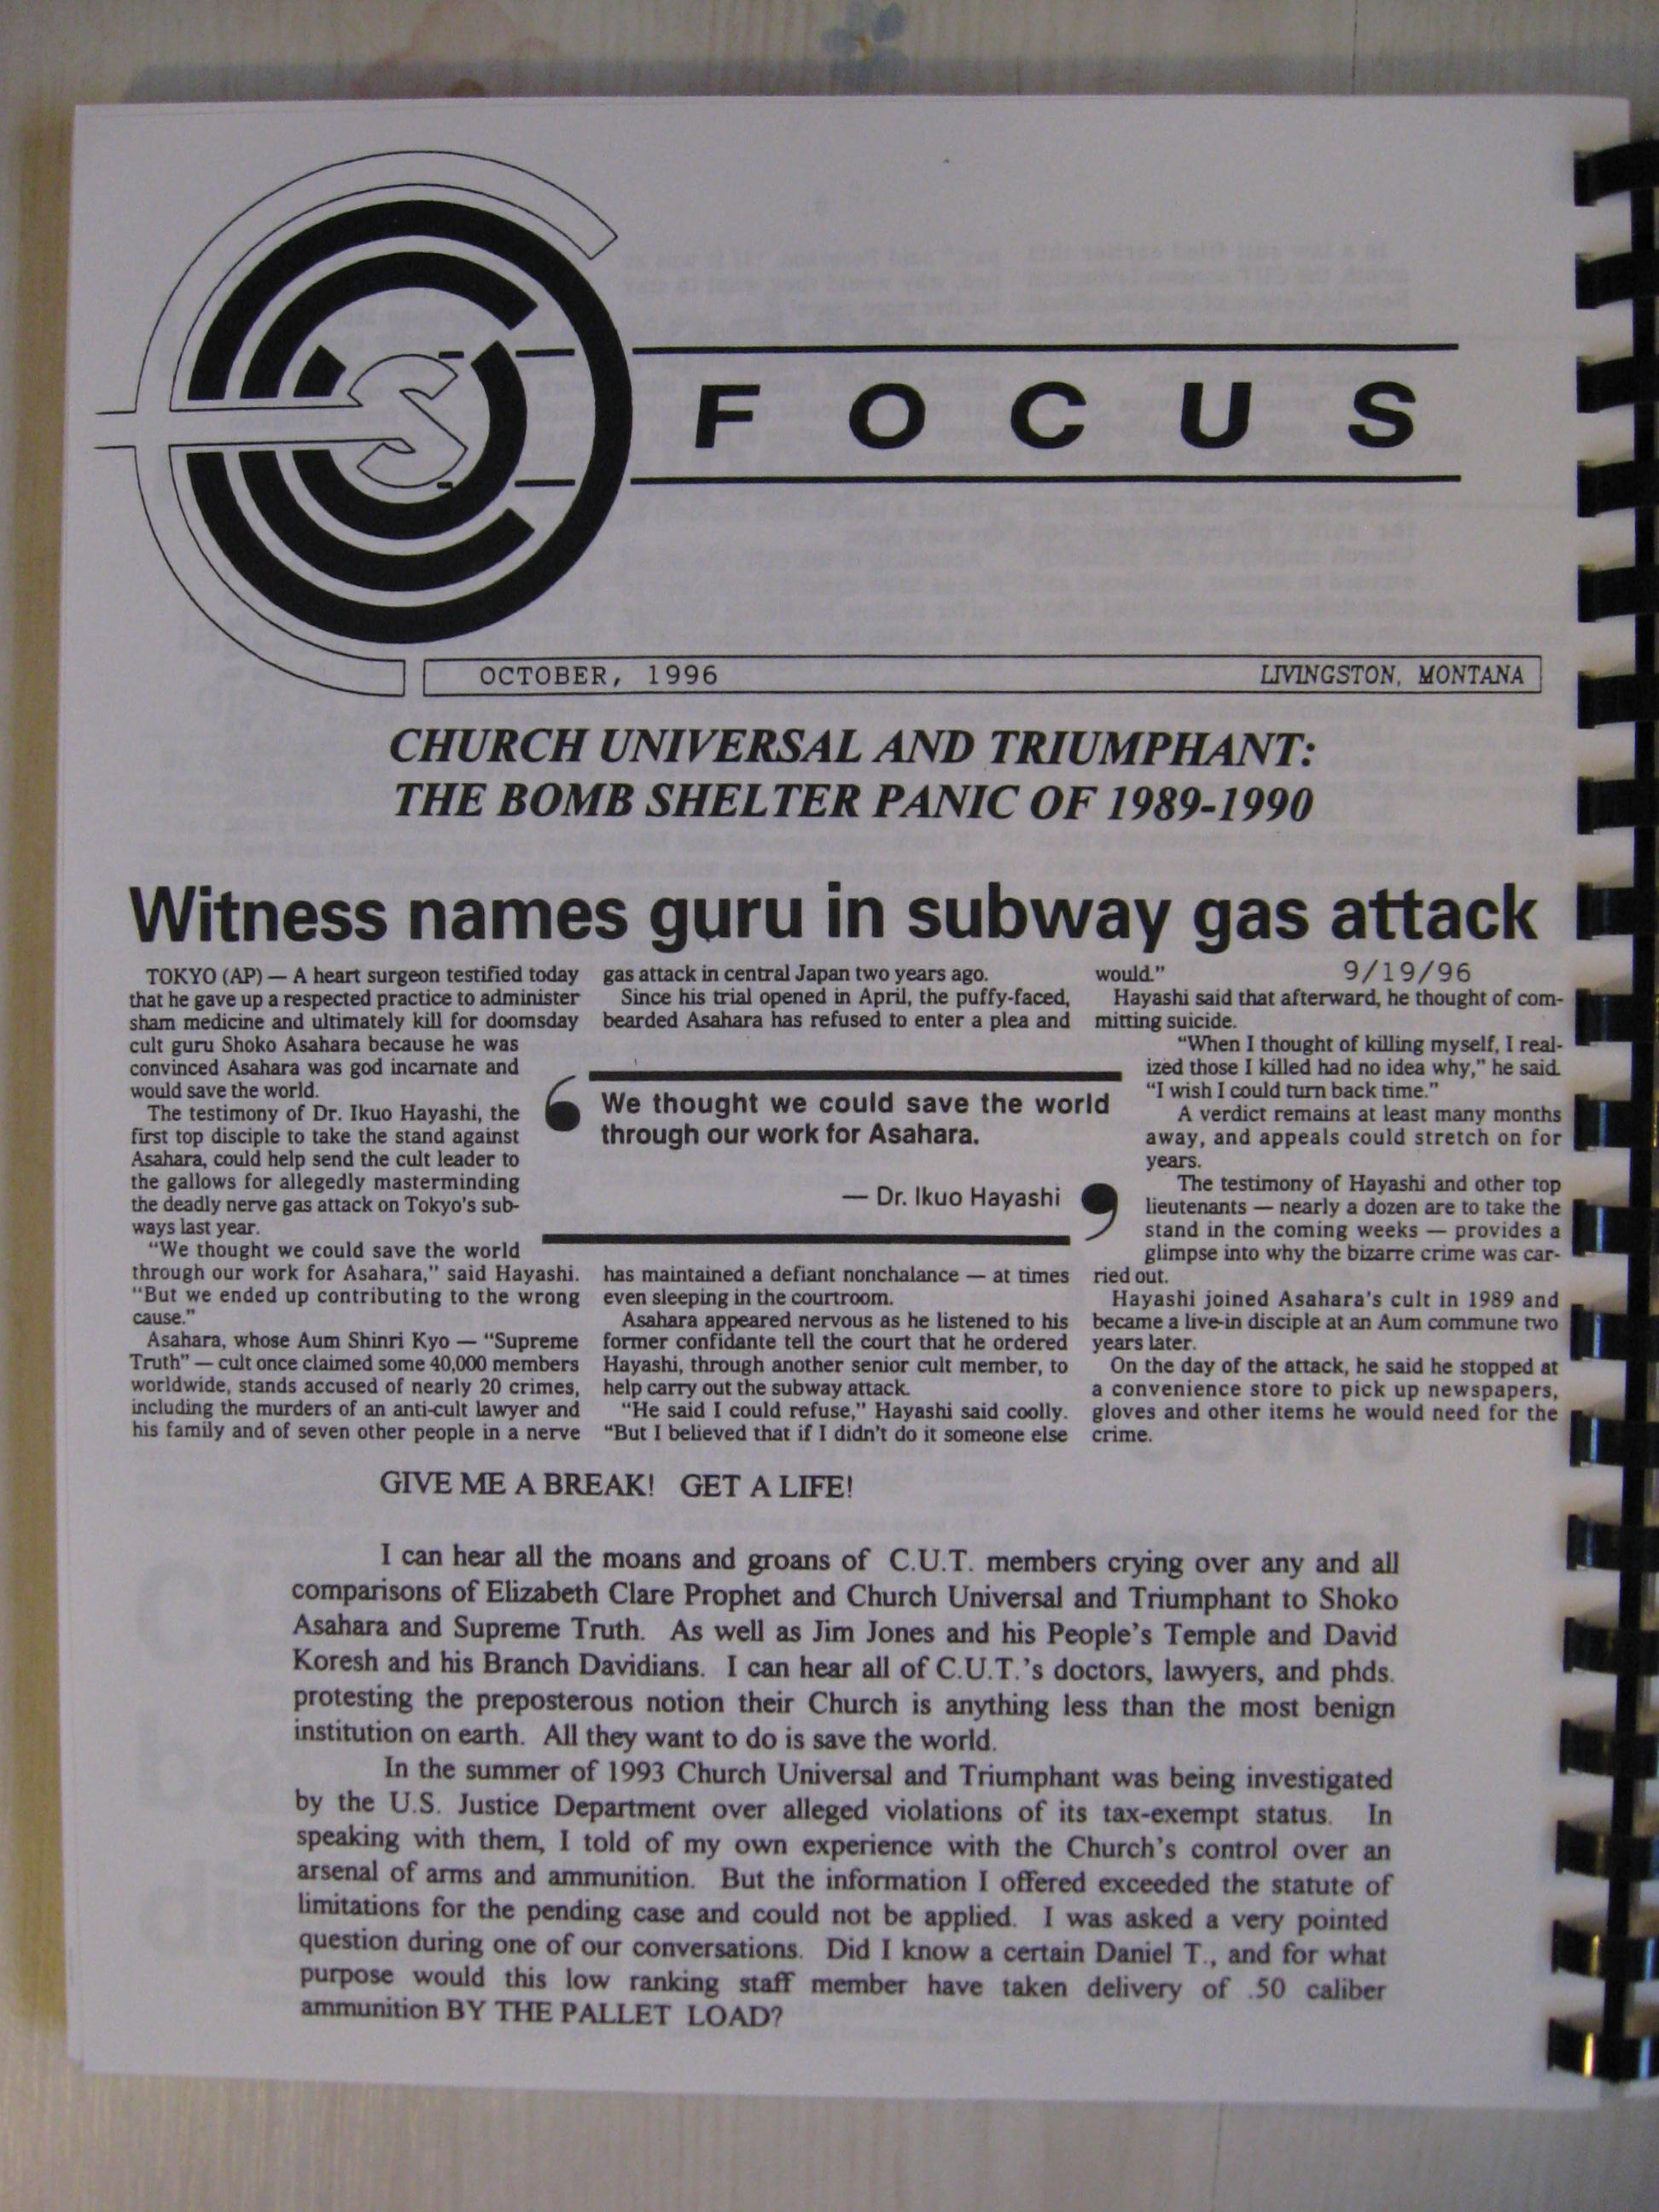 S
FOCUS
OCTOBER, 1996
LIVINGSTON, MONTANA
CHURCH UNIVERSAL AND TRIUMPHANT:
THE BOMB SHELTER PANIC OF 1989-1990
Witness names guru in subway gas attack
TOKYO (AP) — A heart surgeon testified today
that he gave up a respected practice to administer
sham medicine and ultimately kill for doomsday
cult guru Shoko Asahara because he was
convinced Asahara was god incarnate and
would save the world.
The testimony of Dr. Ikuo Hayashi, the
first top disciple to take the stand against
Asahara, could help send the cult leader to
the gallows for allegedly masterminding
the deadly nerve gas attack on Tokyo's sub-
ways last year.
“We thought we could save the world
through our work for Asahara,” said Hayashi.
“But we ended up contributing to the wrong
cause.”
Asahara, whose Aum Shinri Kyo — “Supreme
Truth” — cult once claimed some 40,000 members
worldwide, stands accused of nearly 20 crimes,
including the murders of an anti-cult lawyer and
his family and of seven other people in a nerve
gas attack in central Japan two years ago.
Since his trial opened in April, the puffy-faced,
bearded Asahara has refused to enter a plea and
‘ We thought we could save the world
through our work for Asahara.
— Dr. Ikuo Hayashi ’
has maintained a defiant nonchalance — at times
even sleeping in the courtroom.
Asahara appeared nervous as he listened to his
former confidante tell the court that he ordered
Hayashi, through another senior cult member, to
help carry out the subway attack.
“He said I could refuse,” Hayashi said coolly.
“But I believed that if I didn't do it someone else
would.”
9/19/96
Hayashi said that afterward, he thought of com-
mitting suicide.
“When I thought of killing myself, I real-
ized those I killed had no idea why,” he said.
“I wish I could turn back time.”
A verdict remains at least many months
away, and appeals could stretch on for
years.
The testimony of Hayashi and other top
lieutenants — nearly a dozen are to take the
stand in the coming weeks — provides a
glimpse into why the bizarre crime was car-
ried out.
Hayashi joined Asahara's cult in 1989 and
became a live-in disciple at an Aum commune two
years later.
On the day of the attack, he said he stopped at
a convenience store to pick up newspapers,
gloves and other items he would need for the
crime.
GIVE ME A BREAK! GET A LIFE!
I can hear all the moans and groans of C.U.T. members crying over any and all
comparisons of Elizabeth Clare Prophet and Church Universal and Triumphant to Shoko
Asahara and Supreme Truth. As well as Jim Jones and his People's Temple and David
Koresh and his Branch Davidians. I can hear all of C.U.T.'s doctors, lawyers, and phds.
protesting the preposterous notion their Church is anything less than the most benign
institution on earth. All they want to do is save the world.
In the summer of 1993 Church Universal and Triumphant was being investigated
by the U.S. Justice Department over alleged violations of its tax-exempt status. In
speaking with them, I told of my own experience with the Church's control over an
arsenal of arms and ammunition. But the information I offered exceeded the statute of
limitations for the pending case and could not be applied. I was asked a very pointed
question during one of our conversations. Did I know a certain Daniel T., and for what
purpose would this low ranking staff member have taken delivery of .50 caliber
ammunition BY THE PALLET LOAD?